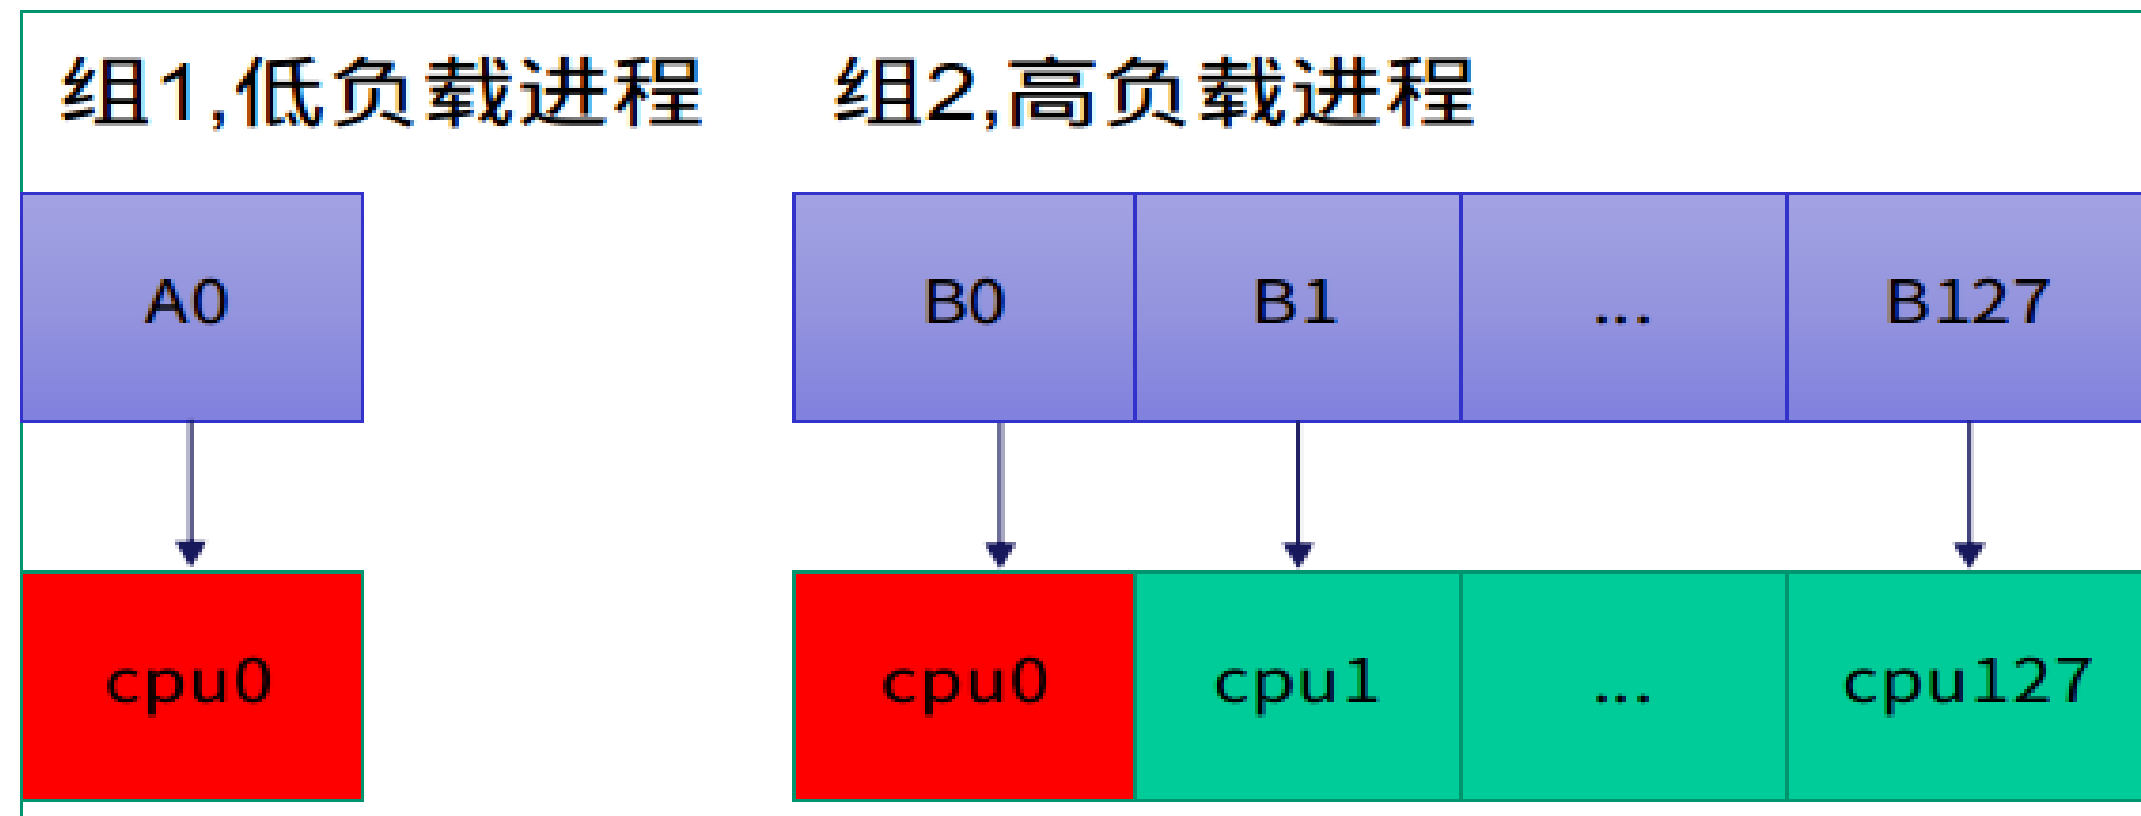 组1,低负载进程 组2,高负载进程
A0 B0 B1 ... B127
cpu0 cpu0 cpu1 ... cpu127